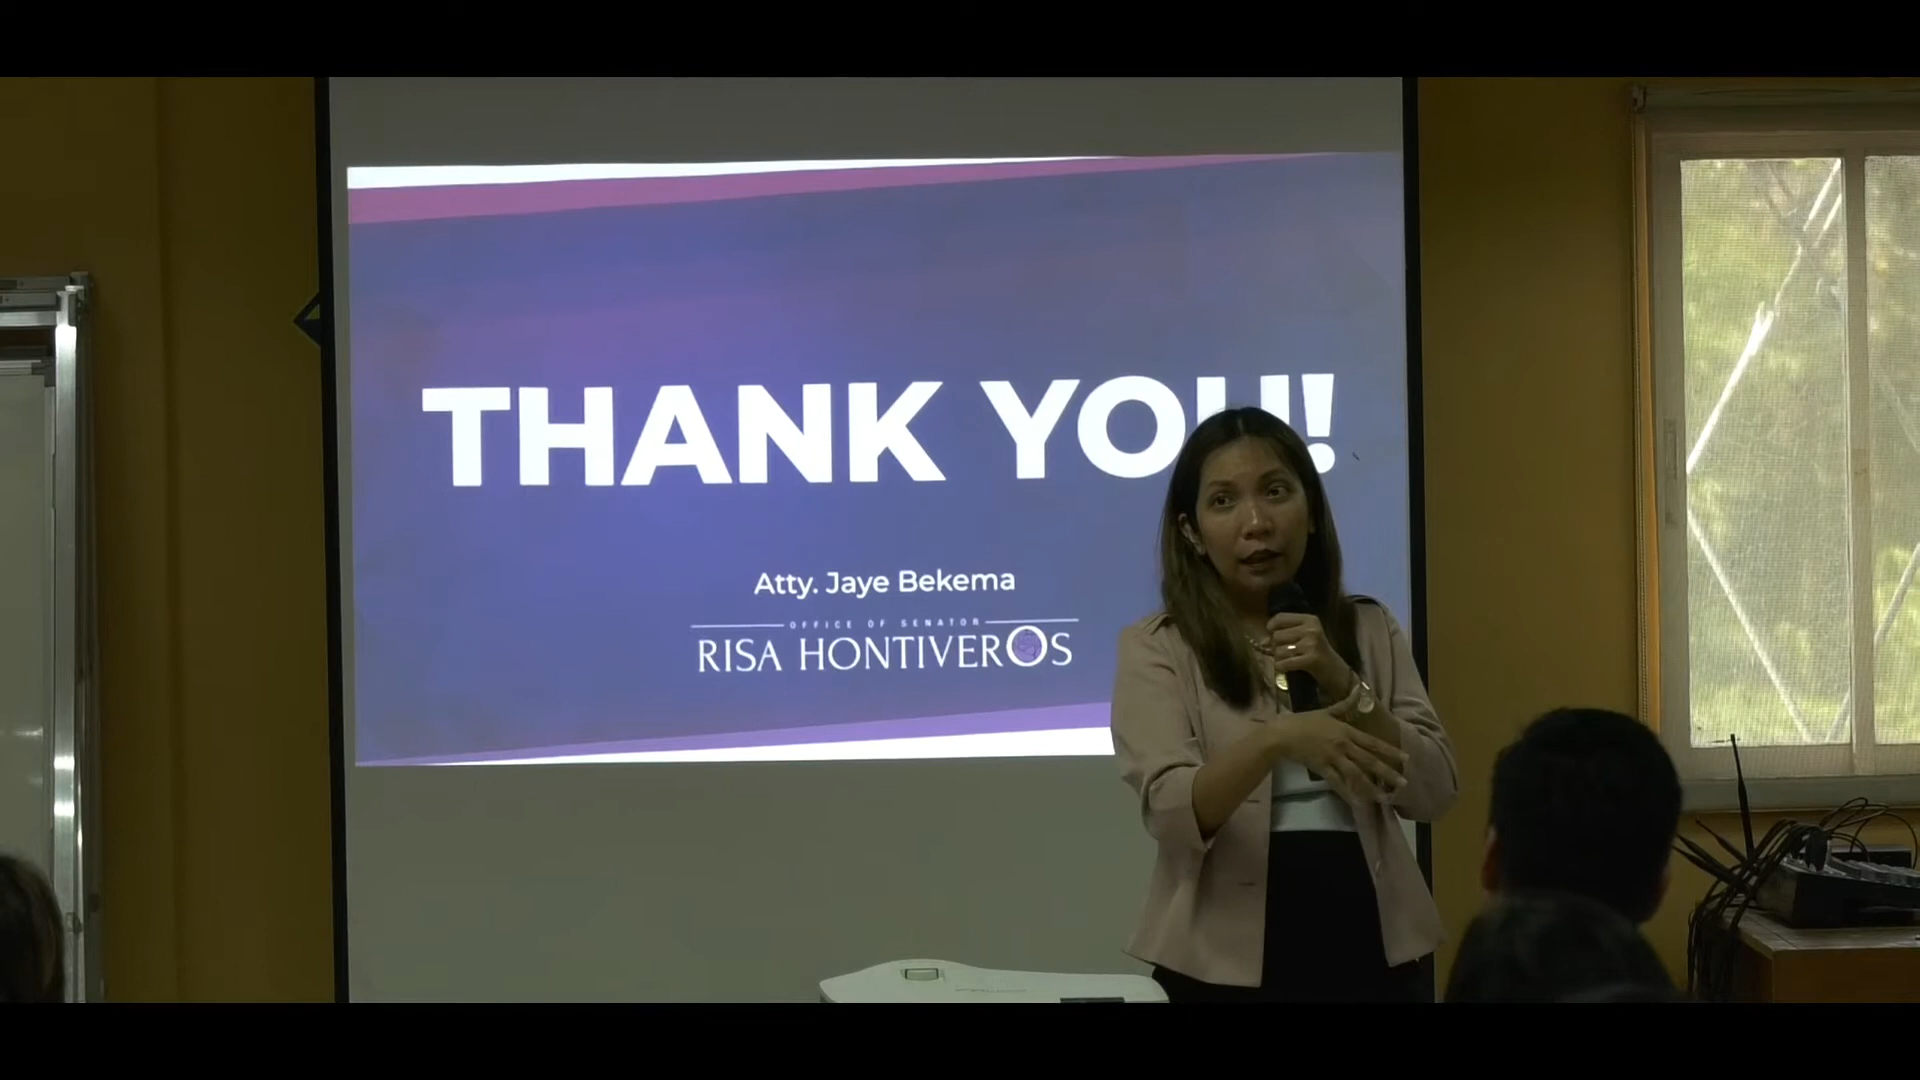 THANK YOU!
Atty. Jaye Bekema
OFFICE OF SENATOR
RISA HONTIVEROS